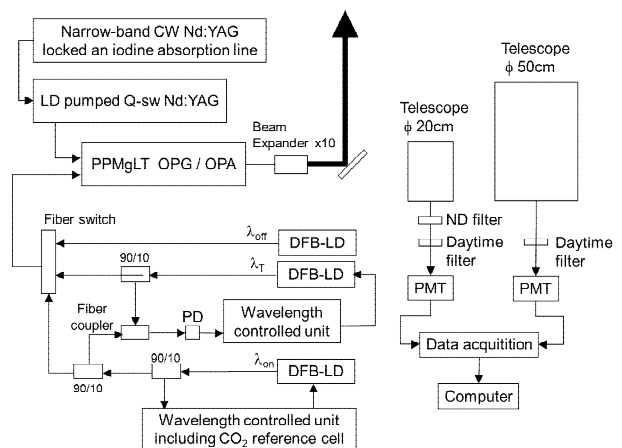 Narrow-band CW Nd:YAG
locked an iodine absorption line
LD pumped Q-sw Nd:YAG
PPMgLT OPG / OPA
Beam
Expander x10
Fiber switch
λoff
DFB-LD
90/10
λT
DFB-LD
Fiber
coupler
PD
Wavelength
controlled unit
90/10
90/10
λon
DFB-LD
Wavelength controlled unit
including CO2 reference cell
Telescope
ϕ 50cm
Telescope
ϕ 20cm
ND filter
Daytime
filter
Daytime
filter
PMT
PMT
Data acquitition
Computer